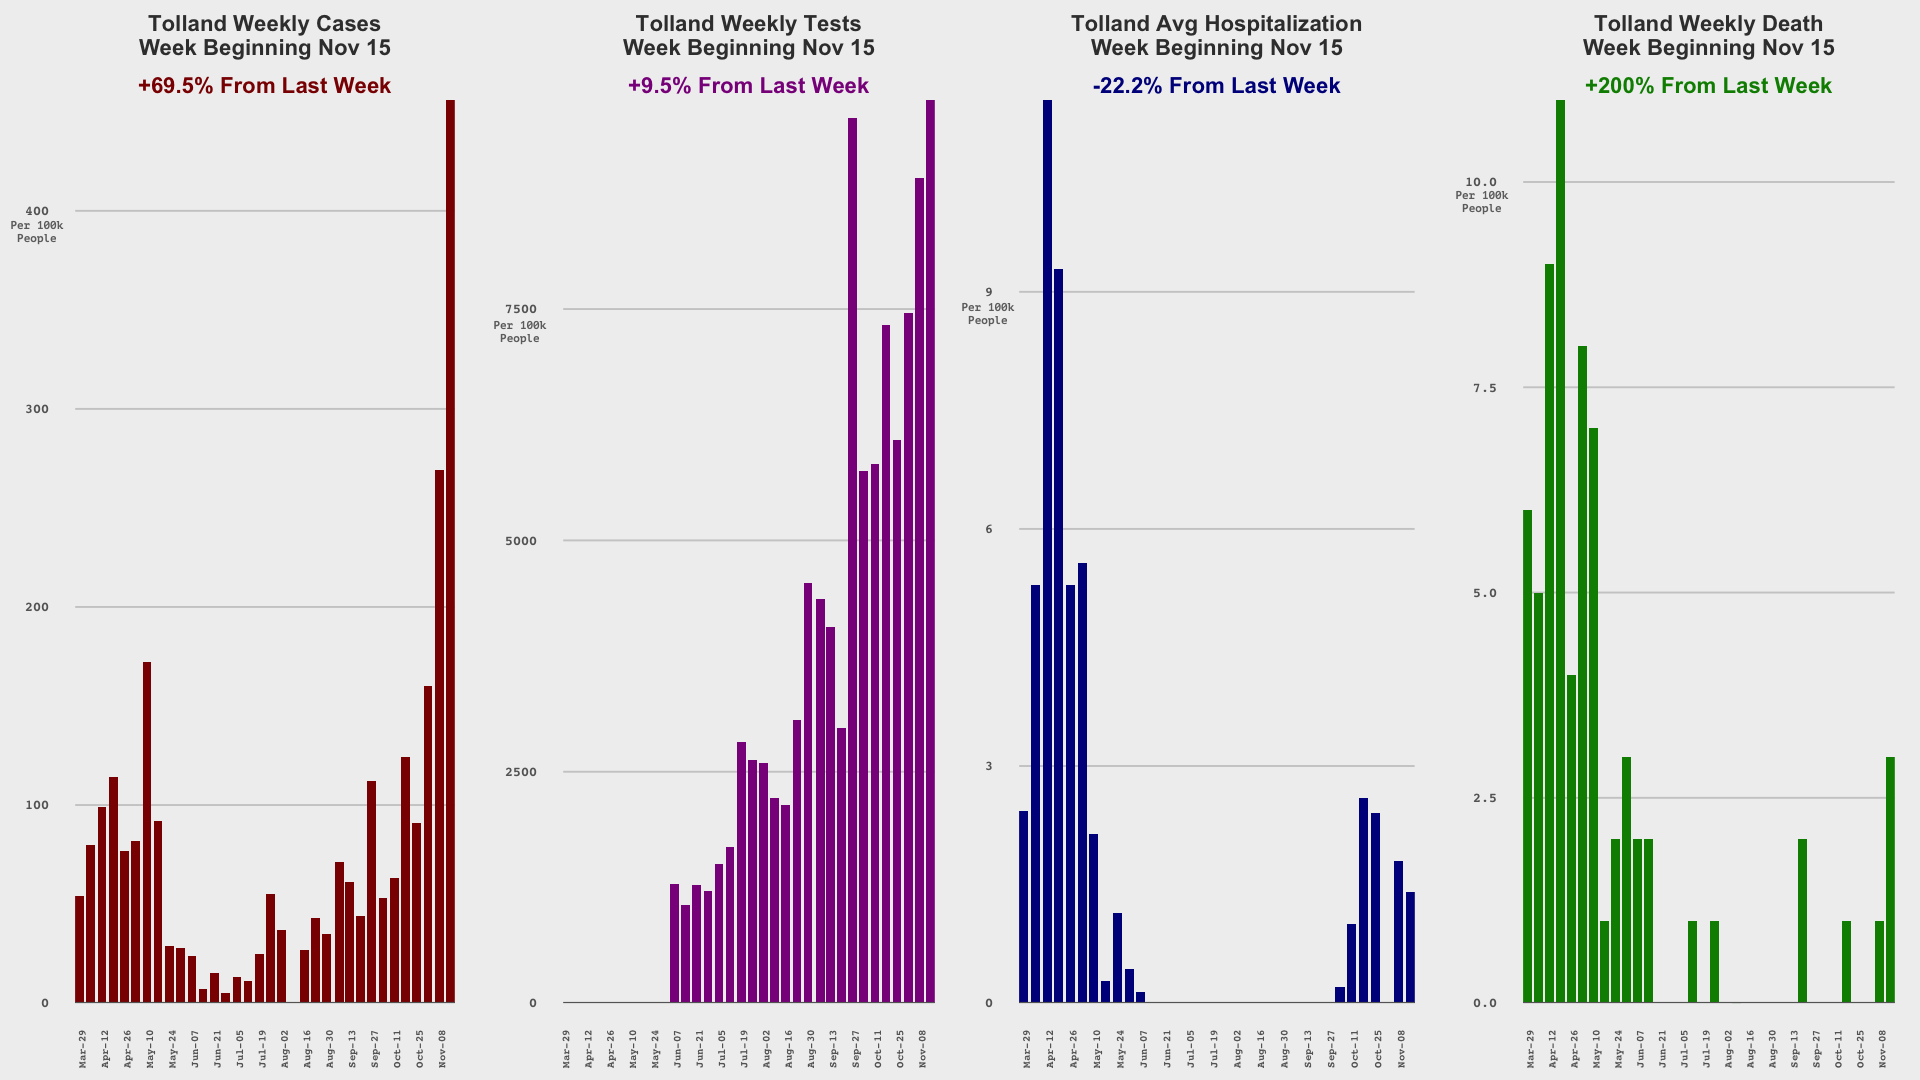 Tolland Weekly Cases
Week Beginning Nov 15
+69.5% From Last Week
400
Per 100k
People
300
200
100
0
Mar-29
Apr-12
Apr-26
May-10
May-24
Jun-07
Jun-21
Jul-05
Jul-19
Aug-02
Aug-16
Aug-30
Sep-13
Sep-27
Oct-11
Oct-25
Nov-08
Tolland Weekly Tests
Week Beginning Nov 15
+9.5% From Last Week
7500
Per 100k
People
5000
2500
0
Mar-29
Apr-12
Apr-26
May-10
May-24
Jun-07
Jun-21
Jul-05
Jul-19
Aug-02
Aug-16
Aug-30
Sep-13
Sep-27
Oct-11
Oct-25
Nov-08
Tolland Avg Hospitalization
Week Beginning Nov 15
-22.2% From Last Week
9
Per 100k
People
6
3
0
Mar-29
Apr-12
Apr-26
May-10
May-24
Jun-07
Jun-21
Jul-05
Jul-19
Aug-02
Aug-16
Aug-30
Sep-13
Sep-27
Oct-11
Oct-25
Nov-08
Tolland Weekly Death
Week Beginning Nov 15
+200% From Last Week
10.0
Per 100k
People
7.5
5.0
2.5
0.0
Mar-29
Apr-12
Apr-26
May-10
May-24
Jun-07
Jun-21
Jul-05
Jul-19
Aug-02
Aug-16
Aug-30
Sep-13
Sep-27
Oct-11
Oct-25
Nov-08